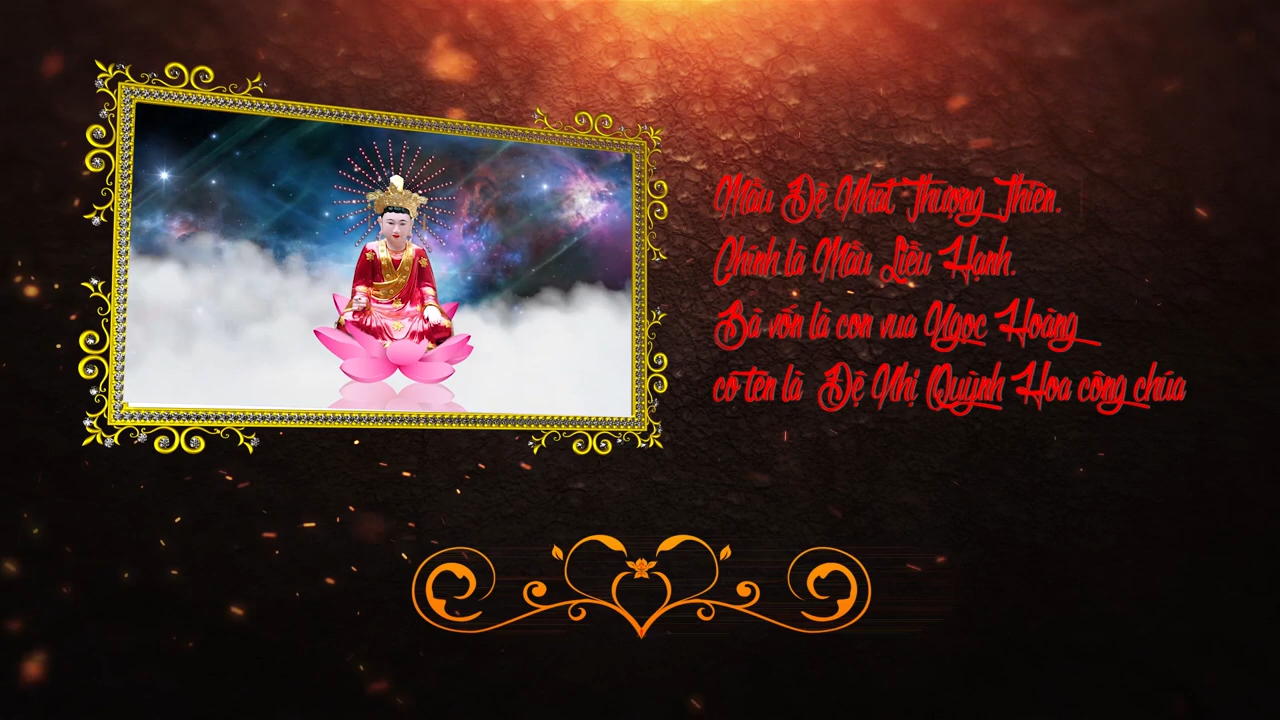 Mẫu Đệ Nhất Thượng Thiên.
Chính là Mẫu Liễu Hạnh.
Bà vốn là con vua Ngọc Hoàng
có tên là Đệ Nhị Quỳnh Hoa công chúa